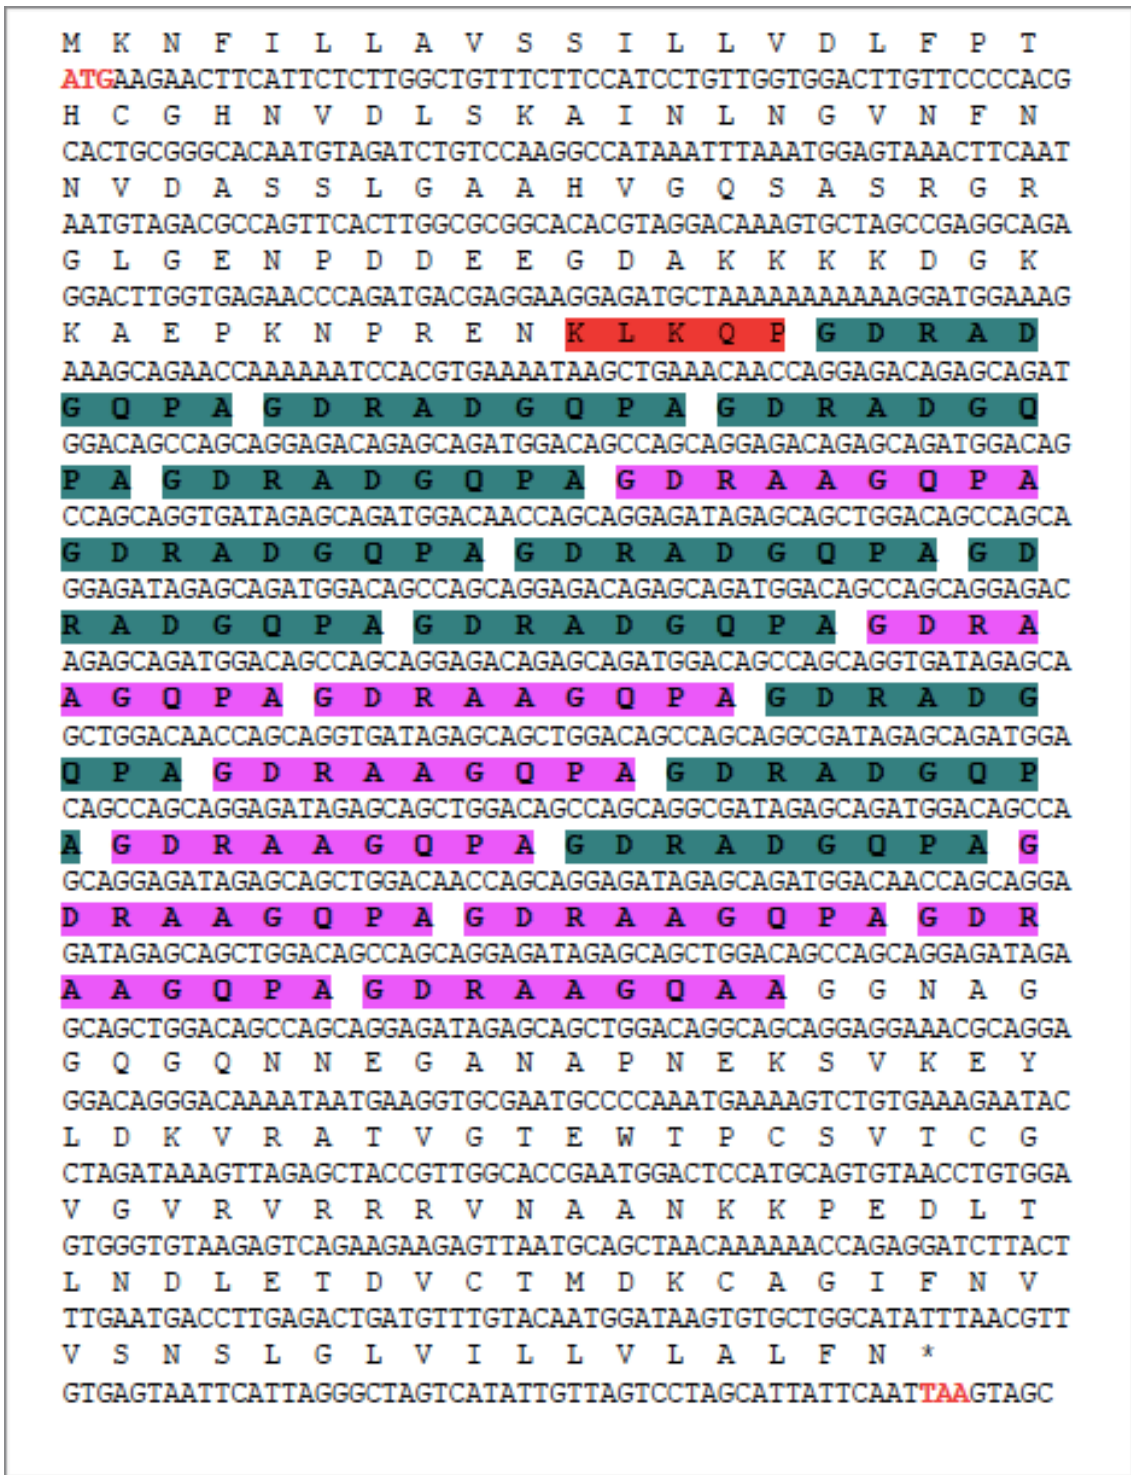 M K N F I L L A V S S I L L V D L F P T
ATGAAGAACTTCATTCTCTTGGCTGTTTCTTCCATCCTGTTGGTGGACTTGTTCCCCACG
H C G H N V D L S K A I N L N G V N F N
CACTGCGGGCACAATGTAGATCTGTCCAAGGCCATAAATTTAAATGGAGTAAACTTCAAT
N V D A S S L G A A H V G Q S A S R G R
AATGTAGACGCCAGTTCACTTGGCGCGGCACACGTAGGACAAAGTGCTAGCCGAGGCAGA
G L G E N P D D E E G D A K K K K D G K
GGACTTGGTGAGAACCCAGATGACGAGGAAGGAGATGCTAAAAAAAAAAAGGATGGAAAG
K A E P K N P R E N K L K Q P G D R A D
AAAGCAGAACCAAAAAATCCACGTGAAAATAAGCTGAAACAACCAGGAGACAGAGCAGAT
G Q P A G D R A D G Q P A G D R A D G Q
GGACAGCCAGCAGGAGACAGAGCAGATGGACAGCCAGCAGGAGACAGAGCAGATGGACAG
P A G D R A D G Q P A G D R A A G Q P A
CCAGCAGGTGATAGAGCAGATGGACAACCAGCAGGAGATAGAGCAGCTGGACAGCCAGCA
G D R A D G Q P A G D R A D G Q P A G D
GGAGATAGAGCAGATGGACAGCCAGCAGGAGACAGAGCAGATGGACAGCCAGCAGGAGAC
R A D G Q P A G D R A D G Q P A G D R A
AGAGCAGATGGACAGCCAGCAGGAGACAGAGCAGATGGACAGCCAGCAGGTGATAGAGCA
A G Q P A G D R A A G Q P A G D R A D G
GCTGGACAACCAGCAGGTGATAGAGCAGCTGGACAGCCAGCAGGCGATAGAGCAGATGGA
Q P A G D R A A G Q P A G D R A D G Q P
CAGCCAGCAGGAGATAGAGCAGCTGGACAGCCAGCAGGCGATAGAGCAGATGGACAGCCA
A G D R A A G Q P A G D R A D G Q P A G
GCAGGAGATAGAGCAGCTGGACAACCAGCAGGAGATAGAGCAGATGGACAACCAGCAGGA
D R A A G Q P A G D R A A G Q P A G D R
GATAGAGCAGCTGGACAGCCAGCAGGAGATAGAGCAGCTGGACAGCCAGCAGGAGATAGA
A A G Q P A G D R A A G Q A A G G N A G
GCAGCTGGACAGCCAGCAGGAGATAGAGCAGCTGGACAGGCAGCAGGAGGAAACGCAGGA
G Q G Q N N E G A N A P N E K S V K E Y
GGACAGGGACAAAATAATGAAGGTGCGAATGCCCCAAATGAAAAGTCTGTGAAAGAATAC
L D K V R A T V G T E W T P C S V T C G
CTAGATAAAGTTAGAGCTACCGTTGGCACCGAATGGACTCCATGCAGTGTAACCTGTGGA
V G V R V R R R V N A A N K K P E D L T
GTGGGTGTAAGAGTCAGAAGAAGAGTTAATGCAGCTAACAAAAAACCAGAGGATCTTACT
L N D L E T D V C T M D K C A G I F N V
TTGAATGACCTTGAGACTGATGTTTGTACAATGGATAAGTGTGCTGGCATATTTAACGTT
V S N S L G L V I L L V L A L F N *
GTGAGTAATTCATTAGGGCTAGTCATATTGTTAGTCCTAGCATTATTCAATTAAGTAGC